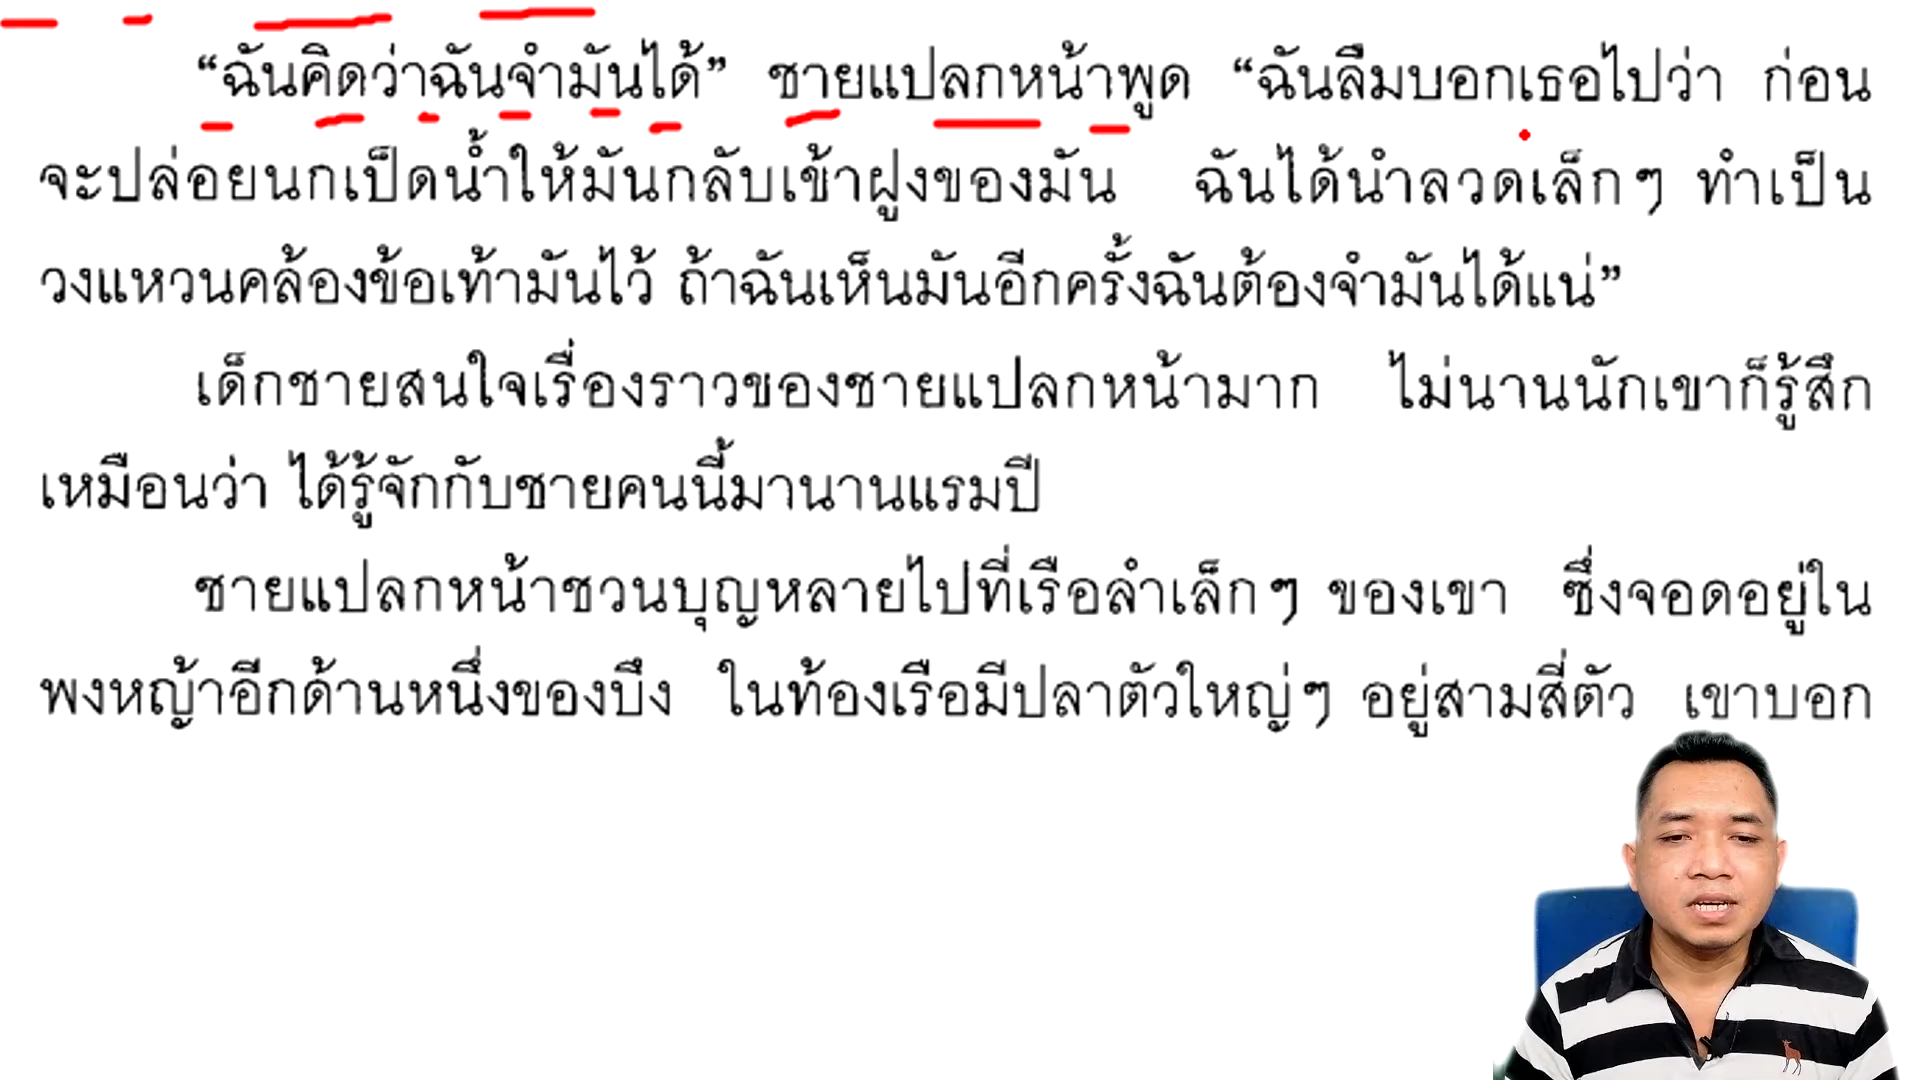 “ฉันคิดว่าฉันจำมันได้” ชายแปลกหน้าพูด “ฉันลืมบอกเธอไปว่า ก่อน
จะปล่อยนกเป็ดน้ำให้มันกลับเข้าฝูงของมัน ฉันได้นำลวดเล็กๆ ทำเป็น
วงแหวนคล้องข้อเท้ามันไว้ ถ้าฉันเห็นมันอีกครั้งฉันต้องจำมันได้แน่”
เด็กชายสนใจเรื่องราวของชายแปลกหน้ามาก ไม่นานนักเขาก็รู้สึก
เหมือนว่า ได้รู้จักกับชายคนนี้มานานแรมปี
ชายแปลกหน้าชวนบุญหลายไปที่เรือลำเล็กๆ ของเขา ซึ่งจอดอยู่ใน
พงหญ้าอีกด้านหนึ่งของบึง ในท้องเรือมีปลาตัวใหญ่ๆ อยู่สามสี่ตัว เขาบอก